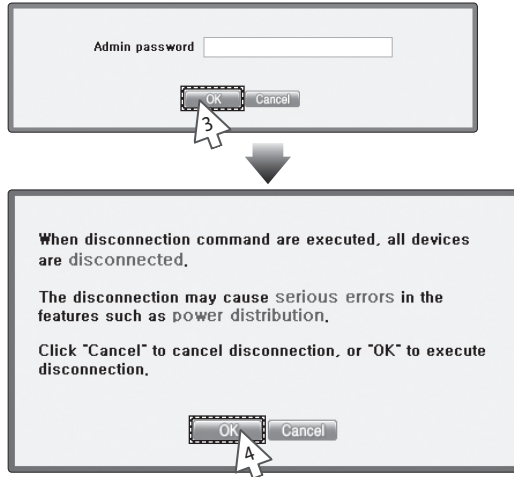 Admin password
OK Cancel
3
When disconnection command are executed, all devices
are disconnected.
The disconnection may cause serious errors in the
features such as power distribution.
Click "Cancel" to cancel disconnection, or "OK" to execute
disconnection.
OK Cancel
4